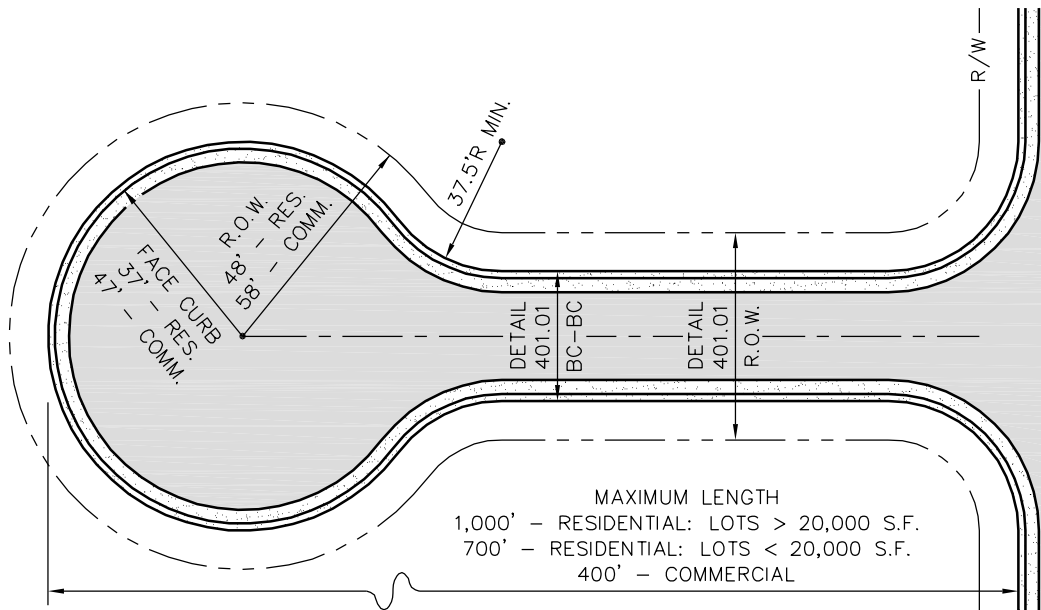 R/W
37.5'R MIN.
R.O.W.
48' - RES.
58' - COMM.
FACE CURB
37' - RES.
47' - COMM.
DETAIL
401.01
BC-BC
DETAIL
401.01
R.O.W.
MAXIMUM LENGTH
1,000' - RESIDENTIAL: LOTS > 20,000 S.F.
700' - RESIDENTIAL: LOTS < 20,000 S.F.
400' - COMMERCIAL